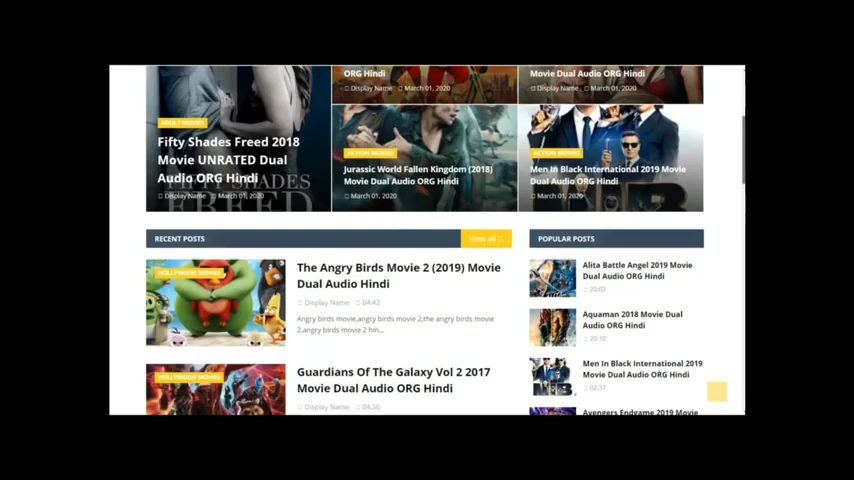 ORG Hindi
Display Name March 01, 2020
Movie Dual Audio ORG Hindi
Display Name March 01, 2020
ADULT MOVIES
Fifty Shades Freed 2018
Movie UNRATED Dual
Audio ORG Hindi
Display Name March 01, 2020
FIFTY SHADES
FREED
ACTION MOVIES
Jurassic World Fallen Kingdom (2018)
Movie Dual Audio ORG Hindi
March 01, 2020
ACTION MOVIES
Men In Black International 2019 Movie
Dual Audio ORG Hindi
March 01, 2020
RECENT POSTS
View all
HOLLYWOOD MOVIES
The Angry Birds Movie 2 (2019) Movie
Dual Audio Hindi
Display Name 04:42
Angry birds movie,angry birds movie 2,the angry birds movie
2,angry birds movie 2 hin...
HOLLYWOOD MOVIES
Guardians Of The Galaxy Vol 2 2017
Movie Dual Audio ORG Hindi
Display Name 04:36
POPULAR POSTS
Alita Battle Angel 2019 Movie
Dual Audio ORG Hindi
20:02
Aquaman 2018 Movie Dual
Audio ORG Hindi
20:10
Men In Black International 2019
Movie Dual Audio ORG Hindi
02:37
Avengers Endgame 2019 Movie